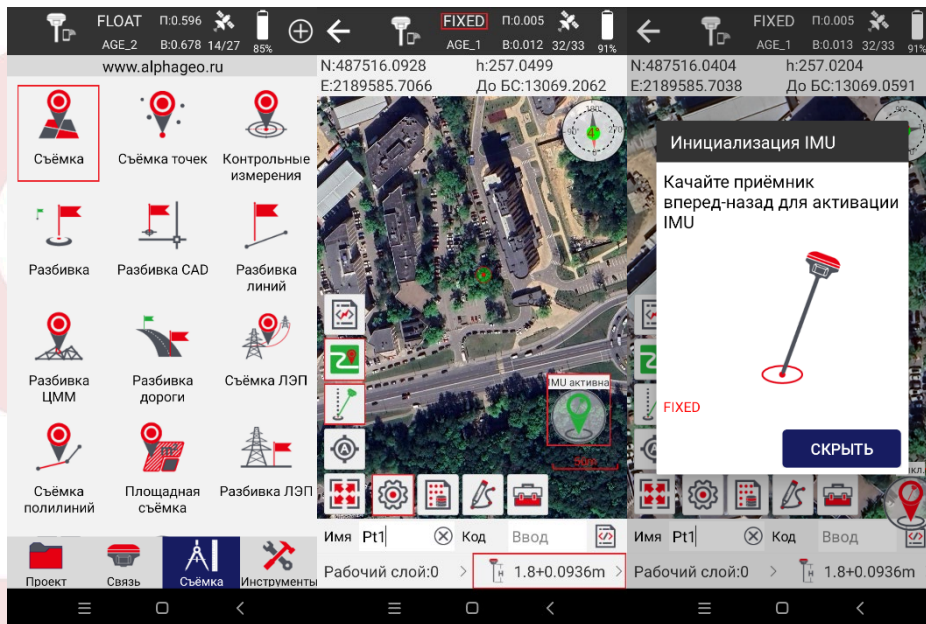 FLOAT П:0.596
AGE_2 В:0.678 14/27 85%
www.alphageo.ru
Съёмка
Съёмка точек
Контрольные
измерения
Разбивка
Разбивка CAD
Разбивка
линий
Разбивка
ЦММ
Разбивка
дороги
Съёмка ЛЭП
Съёмка
полилиний
Площадная
съёмка
Разбивка ЛЭП
Проект
Связь
Съёмка
Инструменты
FIXED П:0.005
AGE_1 В:0.012 32/33 91%
N:487516.0928 h:257.0499
E:2189585.7066 До БС:13069.2062
180°
90°
270
IMU активна
50m
Имя Pt1 Код Ввод
Рабочий слой:0 > 1.8+0.0936m >
FIXED П:0.005
AGE_1 В:0.013 32/33 91%
N:487516.0404 h:257.0204
E:2189585.7038 До БС:13069.0591
Инициализация IMU
Качайте приёмник
вперед-назад для активации
IMU
FIXED
СКРЫТЬ
Имя Pt1 Код Ввод
Рабочий слой:0 > 1.8+0.0936m